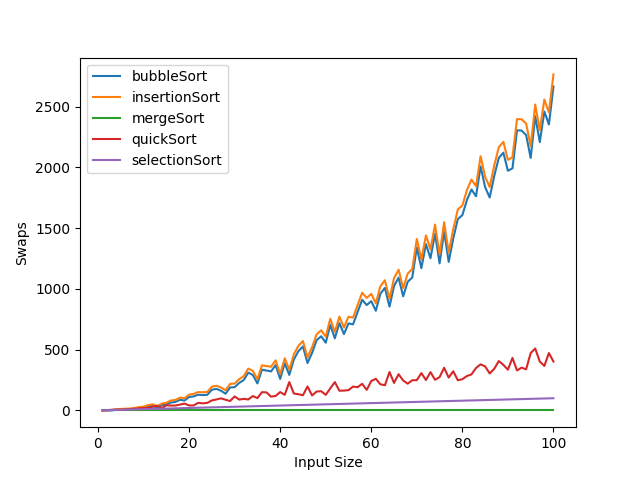 bubbleSort
insertionSort
mergeSort
quickSort
selectionSort
2500
2000
1500
1000
500
0
Swaps
0 20 40 60 80 100
Input Size